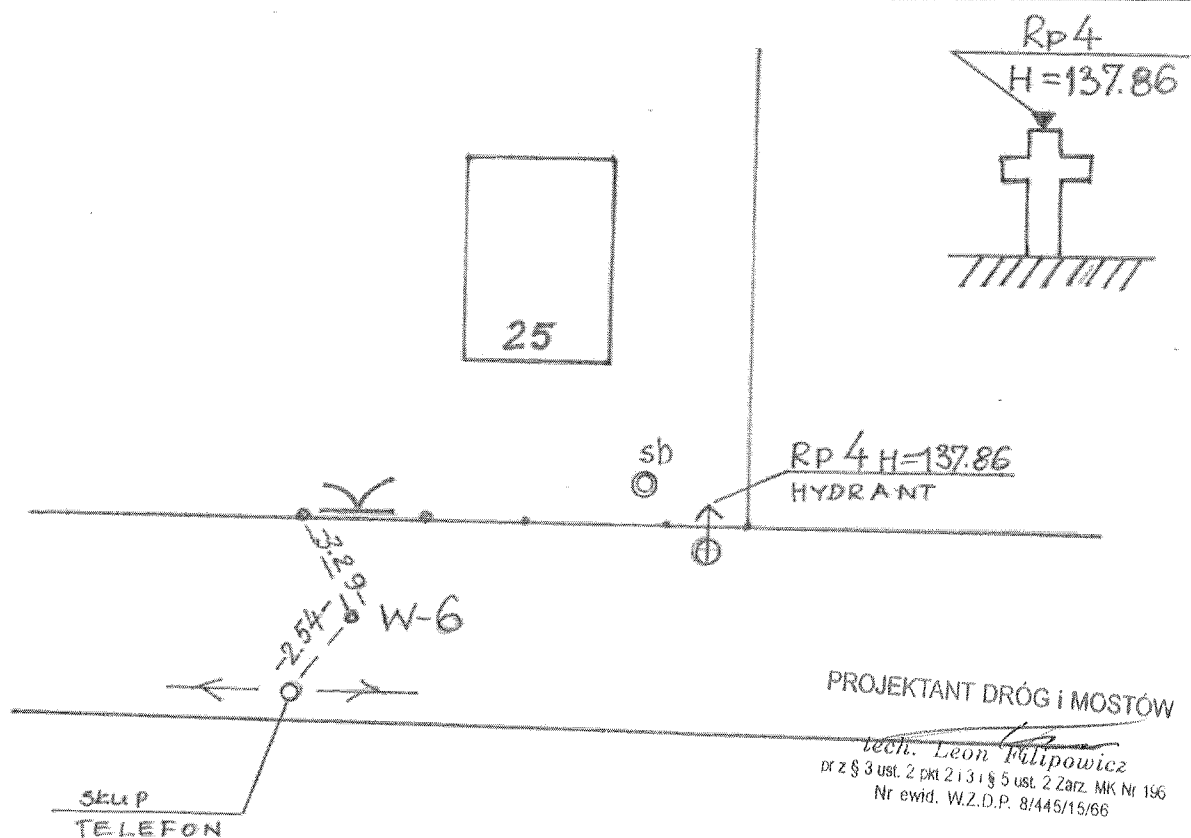 Rp 4
H=137.86
25
sb
Rp 4 H=137.86
HYDRANT
3.29
W-6
2.54
SŁUP
TELEFON
PROJEKTANT DRÓG i MOSTÓW
tech. Leon Filipowicz
pr z § 3 ust. 2 pkt 2 i 3 i § 5 ust. 2 Zarz. MK Nr 196
Nr ewid. W.Z.D.P. 8/445/15/66